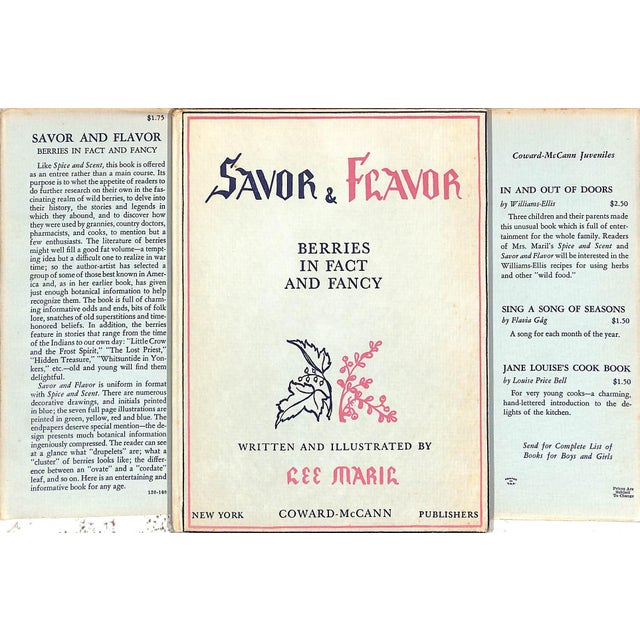 $1.75
SAVOR AND FLAVOR
BERRIES IN FACT AND FANCY
Like Spice and Scent, this book is offered
as an entree rather than a main course. Its
purpose is to what the appetite of readers to
do further research on their own in the fas-
cinating realm of wild berries, to delve into
their history, the stories and legends in
which they abound, and to discover how
they were used by grannies, country doctors,
pharmacists, and cooks, to mention but a
few enthusiasts. The literature of berries
might well fill a good fat volume—a tempt-
ing idea but a difficult one to realize in war
time; so the author-artist has selected a
group of some of those best known in Amer-
ica and, as in her earlier book, has given
just enough botanical information to help
recognize them. The book is full of charm-
ing informative odds and ends, bits of folk
lore, snatches of old superstitions and time-
honored beliefs. In addition, the berries
feature in stories that range from the time
of the Indians to our own day: "Little Crow
and the Frost Spirit," "The Lost Priest,"
"Hidden Treasure," "Whitsuntide in Yon-
kers," etc.—old and young will find them
delightful.
Savor and Flavor is uniform in format
with Spice and Scent. There are numerous
decorative drawings, and initials printed
in blue; the seven full page illustrations are
printed in green, yellow, red and blue. The
endpapers deserve special mention—the de-
sign presents much botanical information
ingeniously compressed. The reader can see
at a glance what "drupelets" are; what a
"cluster" of berries looks like; the differ-
ence between an "ovate" and a "cordate"
leaf, and so on. Here is an entertaining and
informative book for any age.
120-160
SAVOR & FLAVOR
BERRIES
IN FACT
AND FANCY
WRITTEN AND ILLUSTRATED BY
LEE MARIL
NEW YORK COWARD-McCANN PUBLISHERS
Coward-McCann Juveniles
IN AND OUT OF DOORS
by Williams-Ellis $2.50
Three children and their parents made
this unusual book which is full of enter-
tainment for the whole family. Readers
of Mrs. Maril's Spice and Scent and
Savor and Flavor will be interested in the
Williams-Ellis recipes for using herbs
and other "wild food."
SING A SONG OF SEASONS
by Flavia Gág $1.50
A song for each month of the year.
JANE LOUISE'S COOK BOOK
by Louise Price Bell $1.50
For very young cooks—a charming,
hand-lettered introduction to the de-
lights of the kitchen.
Send for Complete List of
Books for Boys and Girls
Prices Are
Subject
To Change